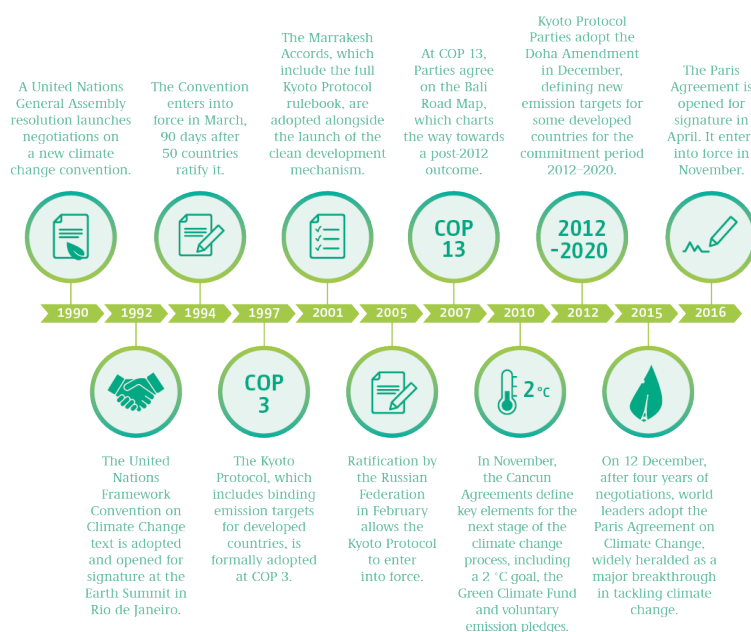 A United Nations
General Assembly
resolution launches
negotiations on
a new climate
change convention.
The Convention
enters into
force in March,
90 days after
50 countries
ratify it.
The Marrakesh
Accords, which
include the full
Kyoto Protocol
rulebook, are
adopted alongside
the launch of the
clean development
mechanism.
At COP 13,
Parties agree
on the Bali
Road Map,
which charts
the way towards
a post-2012
outcome.
Kyoto Protocol
Parties adopt the
Doha Amendment
in December,
defining new
emission targets for
some developed
countries for the
commitment period
2012–2020.
The Paris
Agreement is
opened for
signature in
April. It enters
into force in
November.
COP
13
2012
-2020
1990
1992
1994
1997
2001
2005
2007
2010
2012
2015
2016
COP
3
2 °C
The United
Nations
Framework
Convention on
Climate Change
text is adopted
and opened for
signature at the
Earth Summit in
Rio de Janeiro.
The Kyoto
Protocol, which
includes binding
emission targets
for developed
countries, is
formally adopted
at COP 3.
Ratification by
the Russian
Federation
in February
allows the
Kyoto Protocol
to enter
into force.
In November,
the Cancun
Agreements define
key elements for the
next stage of the
climate change
process, including
a 2 °C goal, the
Green Climate Fund
and voluntary
emission pledges.
On 12 December,
after four years of
negotiations, world
leaders adopt the
Paris Agreement on
Climate Change,
widely heralded as a
major breakthrough
in tackling climate
change.